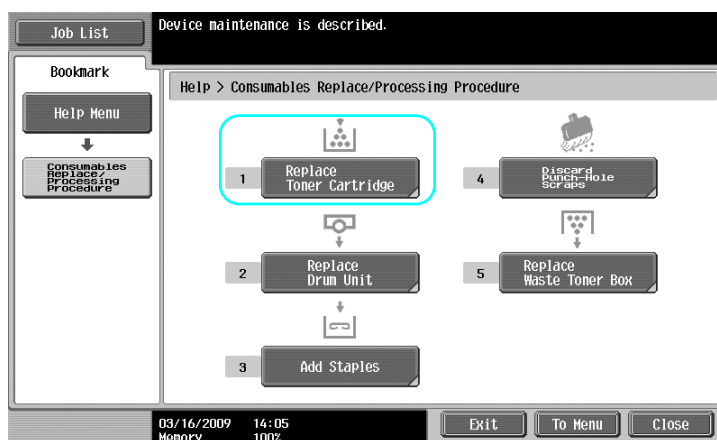 Job List
Device maintenance is described.
Bookmark
Help Menu
Consumables
Replace/
Processing
Procedure
Help > Consumables Replace/Processing Procedure
1
Replace
Toner Cartridge
2
Replace
Drum Unit
3
Add Staples
4
Discard
Punch-Hole
Scraps
5
Replace
Waste Toner Box
03/16/2009 14:05
Memory 100%
Exit
To Menu
Close